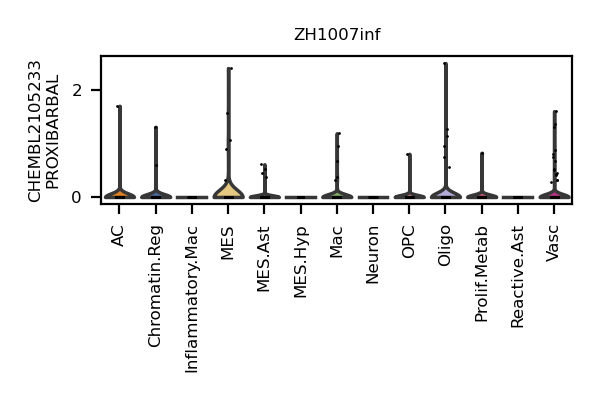 ZH1007inf
CHEMBL2105233
PROXIBARBAL
2
0
AC
Chromatin.Reg
Inflammatory.Mac
MES
MES.Ast
MES.Hyp
Mac
Neuron
OPC
Oligo
Prolif.Metab
Reactive.Ast
Vasc